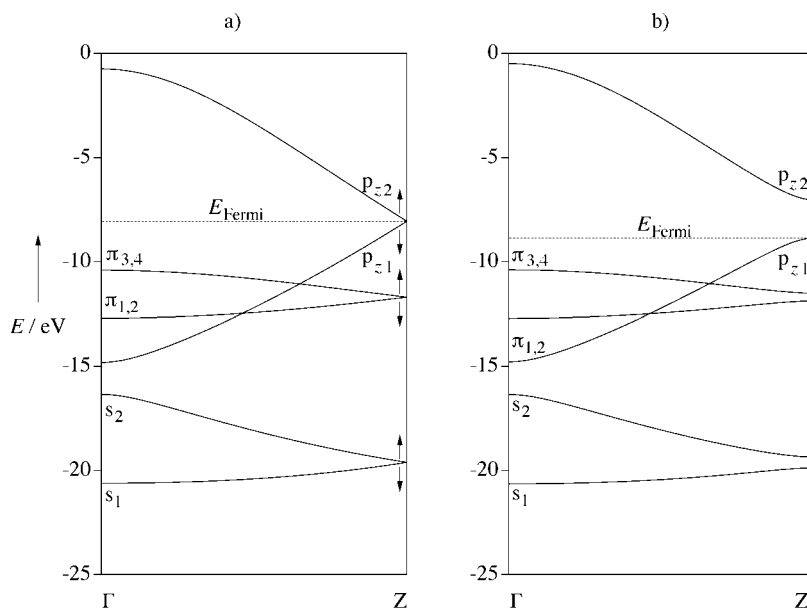 a)
b)
0
-5
-10
-15
-20
-25
E / eV
E_Fermi
p_z2
p_z1
π_3,4
π_1,2
s_2
s_1
Γ
Z
0
-5
-10
-15
-20
-25
E_Fermi
p_z2
p_z1
π_3,4
π_1,2
s_2
s_1
Γ
Z